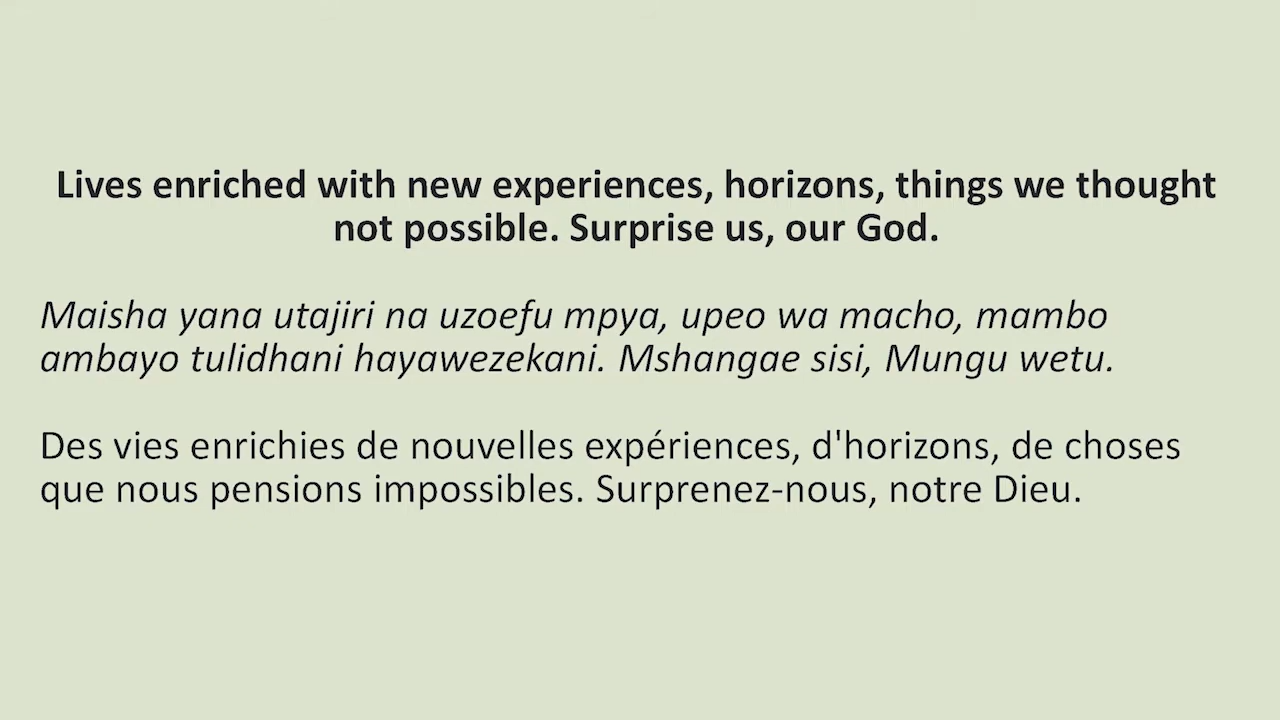 Lives enriched with new experiences, horizons, things we thought
not possible. Surprise us, our God.
Maisha yana utajiri na uzoefu mpya, upeo wa macho, mambo
ambayo tulidhani hayawezekani. Mshangae sisi, Mungu wetu.
Des vies enrichies de nouvelles expériences, d'horizons, de choses
que nous pensions impossibles. Surprenez-nous, notre Dieu.